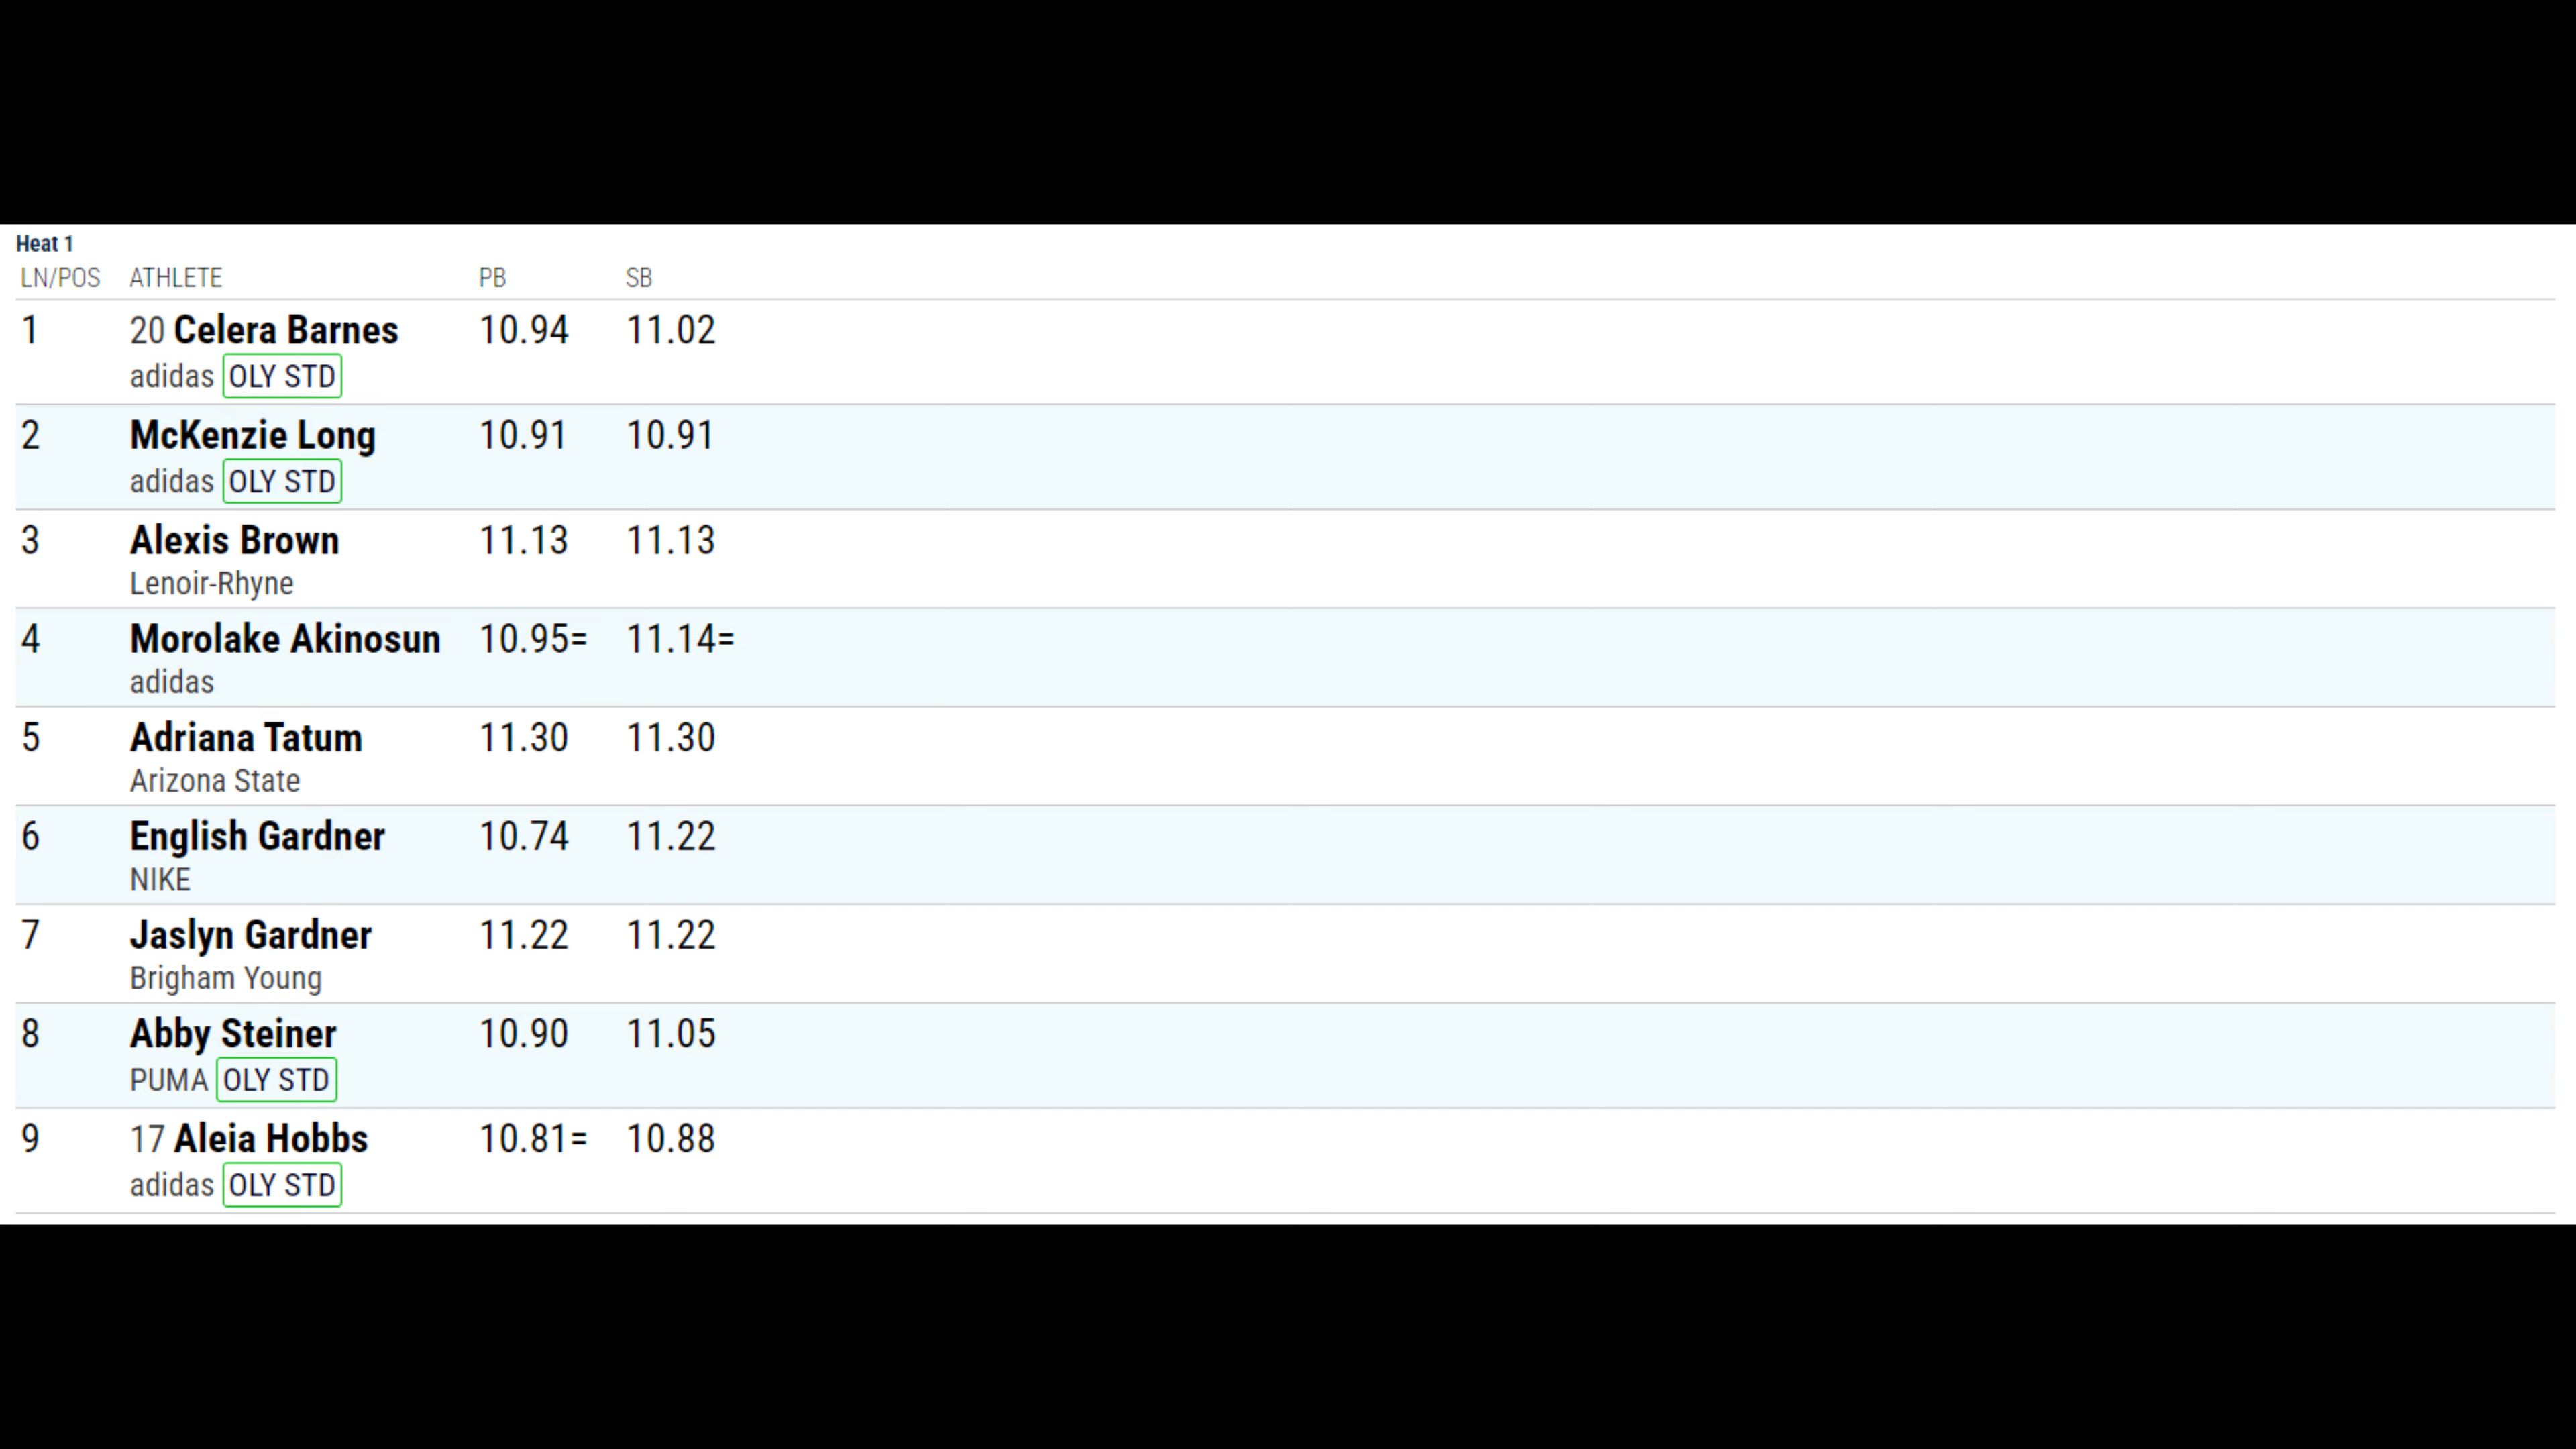 Heat 1
LN/POS ATHLETE PB SB
1 20 Celera Barnes 10.94 11.02
adidas OLY STD
2 McKenzie Long 10.91 10.91
adidas OLY STD
3 Alexis Brown 11.13 11.13
Lenoir-Rhyne
4 Morolake Akinosun 10.95= 11.14=
adidas
5 Adriana Tatum 11.30 11.30
Arizona State
6 English Gardner 10.74 11.22
NIKE
7 Jaslyn Gardner 11.22 11.22
Brigham Young
8 Abby Steiner 10.90 11.05
PUMA OLY STD
9 17 Aleia Hobbs 10.81= 10.88
adidas OLY STD